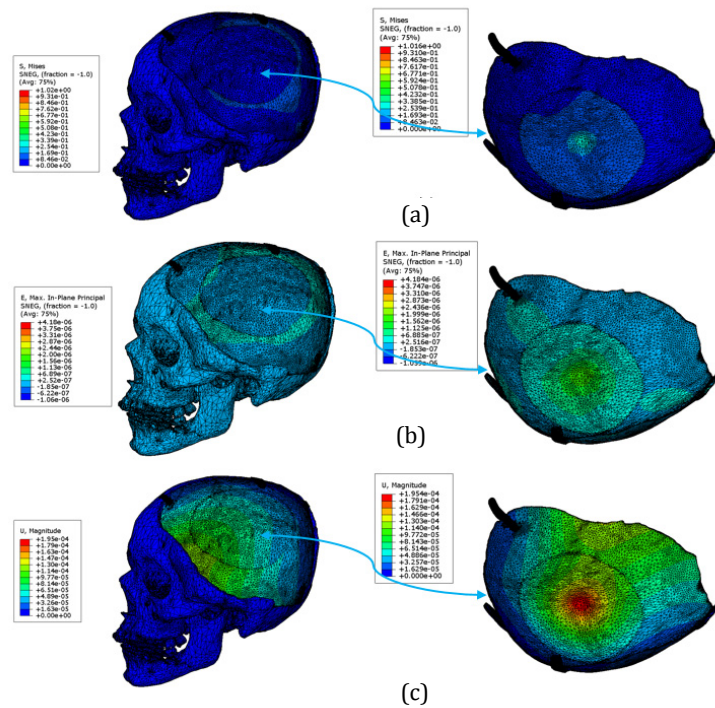 S, Mises
SNEG, (fraction = -1.0)
(Avg: 75%)
+1.02e+00
+9.31e-01
+8.46e-01
+7.62e-01
+6.77e-01
+5.92e-01
+5.08e-01
+4.23e-01
+3.39e-01
+2.54e-01
+1.69e-01
+8.46e-02
+0.00e+00
S, Mises
SNEG, (fraction = -1.0)
(Avg: 75%)
+1.016e+00
+9.310e-01
+8.463e-01
+7.617e-01
+6.771e-01
+5.924e-01
+5.078e-01
+4.232e-01
+3.385e-01
+2.539e-01
+1.693e-01
+8.463e-02
+0.000e+00
(a)
E, Max. In-Plane Principal
SNEG, (fraction = -1.0)
(Avg: 75%)
+4.18e-06
+3.75e-06
+3.31e-06
+2.87e-06
+2.44e-06
+2.00e-06
+1.56e-06
+1.13e-06
+6.89e-07
+2.52e-07
-1.85e-07
-6.22e-07
-1.06e-06
E, Max. In-Plane Principal
SNEG, (fraction = -1.0)
(Avg: 75%)
+4.184e-06
+3.747e-06
+3.310e-06
+2.873e-06
+2.436e-06
+1.999e-06
+1.562e-06
+1.125e-06
+6.885e-07
+2.516e-07
-1.853e-07
-6.222e-07
(b)
U, Magnitude
+1.95e-04
+1.79e-04
+1.63e-04
+1.47e-04
+1.30e-04
+1.14e-04
+9.77e-05
+8.14e-05
+6.51e-05
+4.89e-05
+3.26e-05
+1.63e-05
+0.00e+00
U, Magnitude
+1.954e-04
+1.791e-04
+1.629e-04
+1.466e-04
+1.303e-04
+1.140e-04
+9.772e-05
+8.143e-05
+6.514e-05
+4.886e-05
+3.257e-05
+1.629e-05
+0.000e+00
(c)